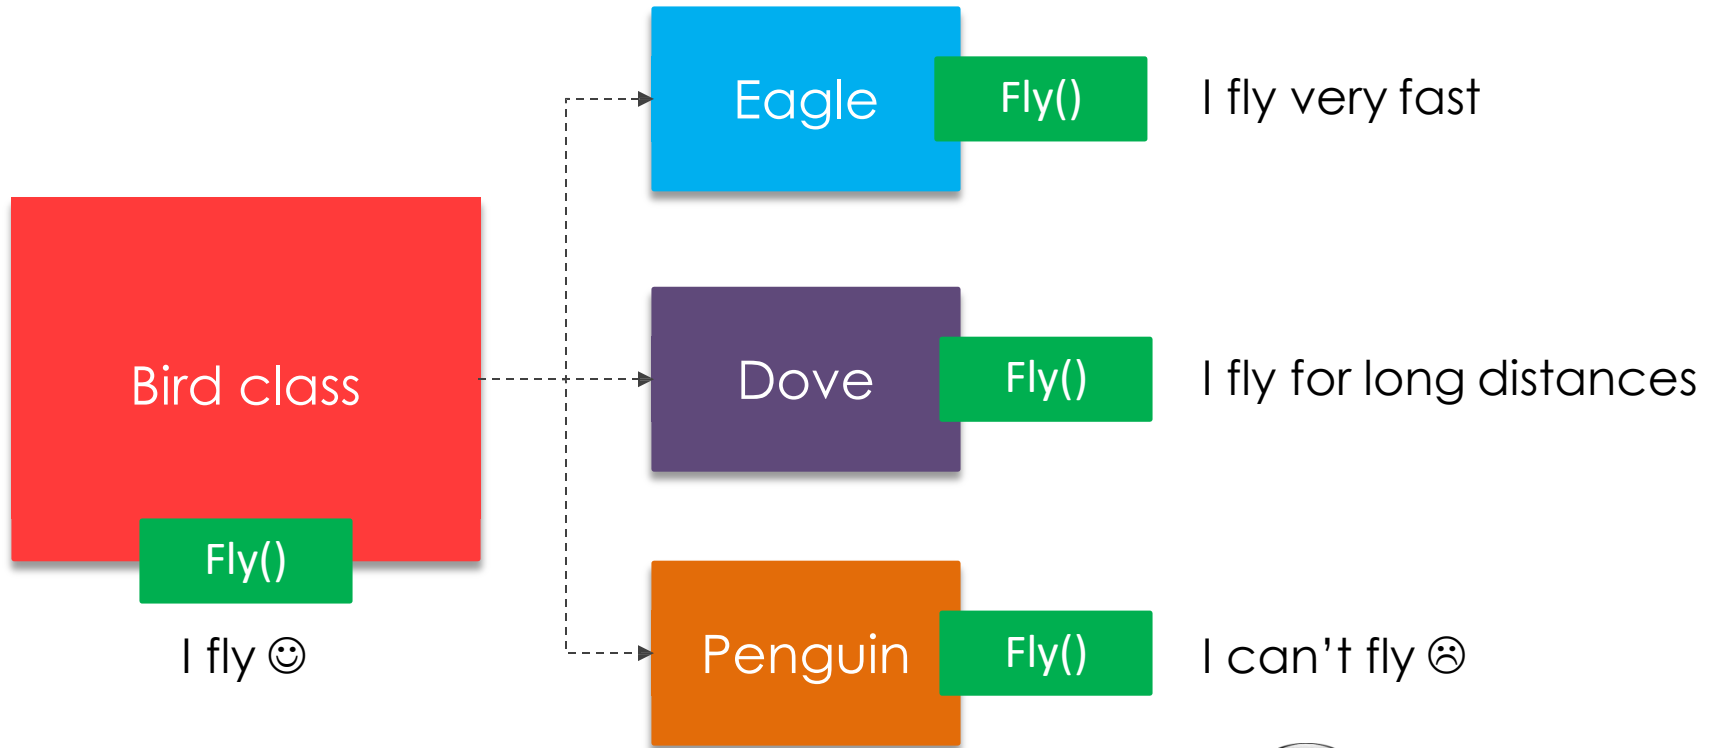 Eagle
Fly()
I fly very fast
Bird class
Fly()
I fly ☺
Dove
Fly()
I fly for long distances
Penguin
Fly()
I can’t fly ☹